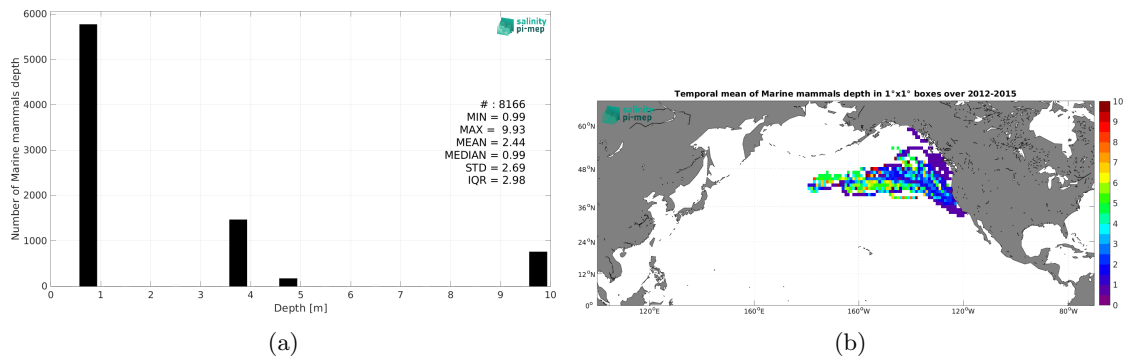 6000
5000
4000
3000
2000
1000
0
Number of Marine mammals depth
salinity
pi-mep
# : 8166
MIN = 0.99
MAX = 9.93
MEAN = 2.44
MEDIAN = 0.99
STD = 2.69
IQR = 2.98
0 1 2 3 4 5 6 7 8 9 10
Depth [m]
(a)
Temporal mean of Marine mammals depth in 1°x1° boxes over 2012-2015
salinity
pi-mep
60°N
48°N
36°N
24°N
12°N
0°
120°E 160°E 160°W 120°W 80°W
10
9
8
7
6
5
4
3
2
1
0
(b)